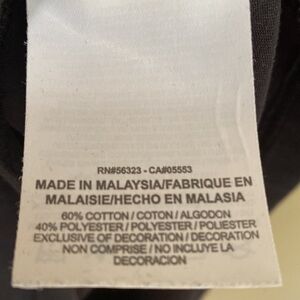 RN#56323 - CA#05553
MADE IN MALAYSIA/FABRIQUE EN
MALAISIE/HECHO EN MALASIA
60% COTTON / COTON / ALGODON
40% POLYESTER / POLYESTER / POLIESTER
EXCLUSIVE OF DECORATION / DECORATION
NON COMPRISE / NO INCLUYE LA
DECORACION